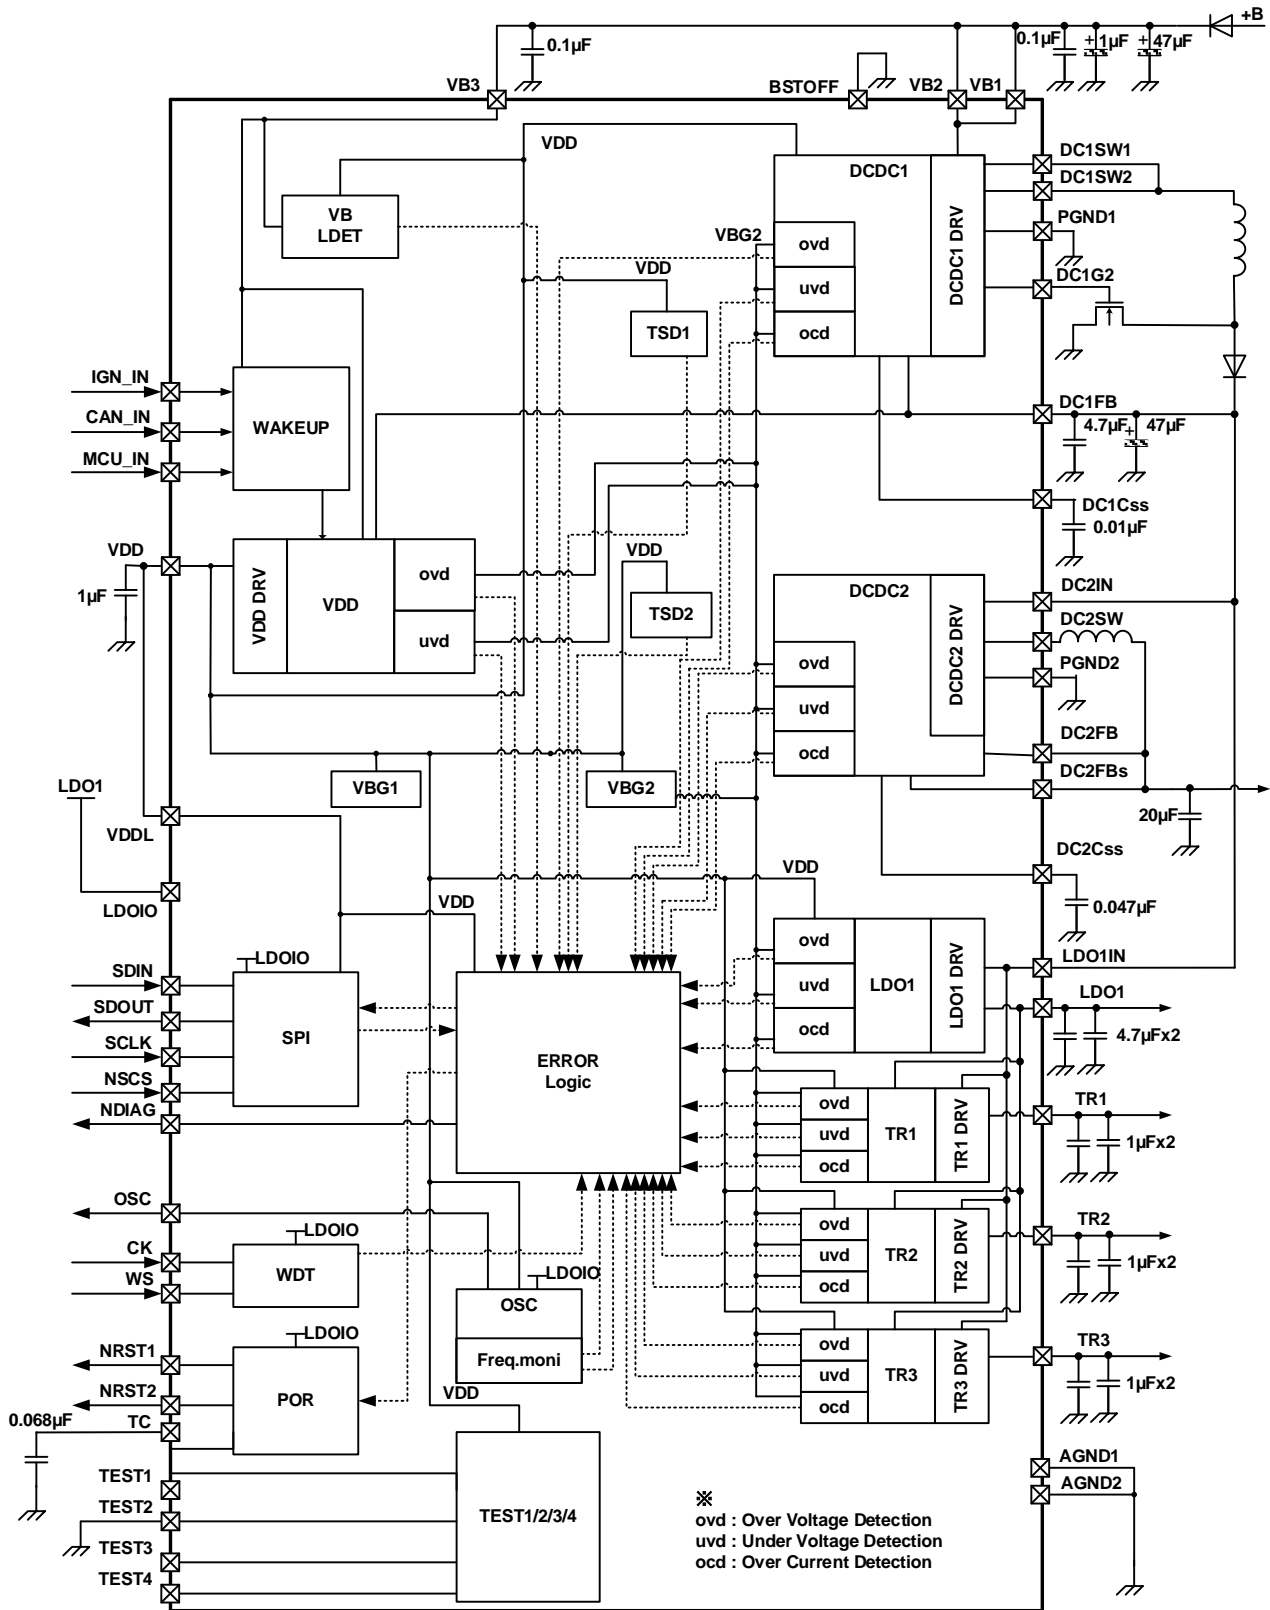 +B
0.1µF
0.1µF
1µF
47µF
VB3
BSTOFF
VB2
VB1
VDD
DCDC1
DC1SW1
DC1SW2
VB
LDET
VBG2
ovd
DCDC1 DRV
PGND1
VDD
uvd
DC1G2
TSD1
ocd
IGN_IN
CAN_IN
WAKEUP
MCU_IN
DC1FB
4.7µF
47µF
DC1Css
0.01µF
VDD
1µF
VDD DRV
VDD
ovd
uvd
VDD
TSD2
DCDC2
DCDC2 DRV
ovd
uvd
ocd
DC2IN
DC2SW
PGND2
DC2FB
DC2FBs
20µF
VBG1
VBG2
LDO1
VDDL
DC2Css
0.047µF
LDOIO
VDD
VDD
LDOIO
SDIN
SDOUT
SCLK
NSCS
NDIAG
SPI
ERROR
Logic
ovd
uvd
ocd
LDO1
LDO1 DRV
LDO1IN
LDO1
4.7µFx2
ovd
uvd
ocd
TR1
TR1 DRV
TR1
1µFx2
OSC
CK
WS
LDOIO
WDT
LDOIO
OSC
Freq.moni
ovd
uvd
ocd
TR2
TR2 DRV
TR2
1µFx2
NRST1
NRST2
TC
0.068µF
LDOIO
POR
VDD
ovd
uvd
ocd
TR3
TR3 DRV
TR3
1µFx2
TEST1
TEST2
TEST3
TEST4
TEST1/2/3/4
AGND1
AGND2
※
ovd : Over Voltage Detection
uvd : Under Voltage Detection
ocd : Over Current Detection